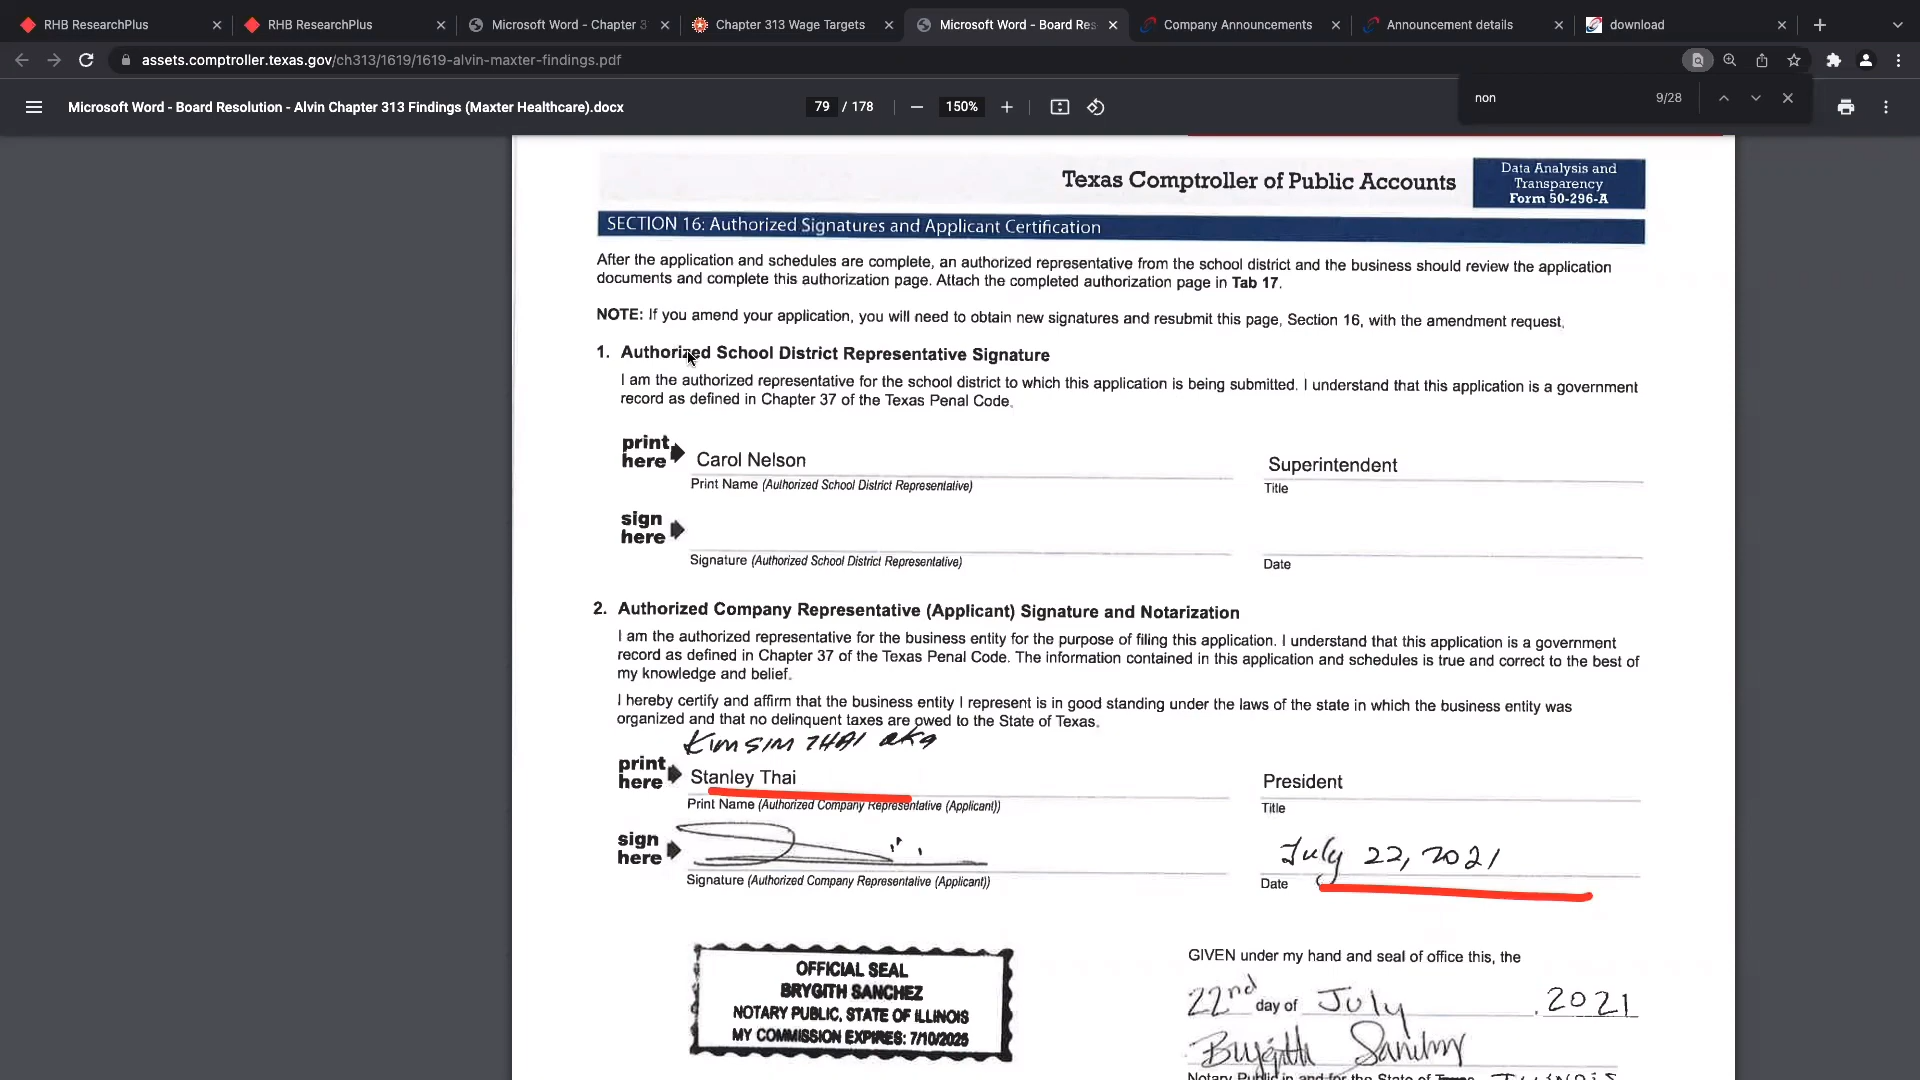 RHB ResearchPlus
RHB ResearchPlus
Microsoft Word - Chapter 3
Chapter 313 Wage Targets
Microsoft Word - Board Res
Company Announcements
Announcement details
download
assets.comptroller.texas.gov/ch313/1619/1619-alvin-maxter-findings.pdf
non
9/28
Microsoft Word - Board Resolution - Alvin Chapter 313 Findings (Maxter Healthcare).docx
79 / 178
150%
Texas Comptroller of Public Accounts
Data Analysis and
Transparency
Form 50-296-A
SECTION 16: Authorized Signatures and Applicant Certification
After the application and schedules are complete, an authorized representative from the school district and the business should review the application
documents and complete this authorization page. Attach the completed authorization page in Tab 17.
NOTE: If you amend your application, you will need to obtain new signatures and resubmit this page, Section 16, with the amendment request.
1. Authorized School District Representative Signature
I am the authorized representative for the school district to which this application is being submitted. I understand that this application is a government
record as defined in Chapter 37 of the Texas Penal Code.
print
here
Carol Nelson
Superintendent
Print Name (Authorized School District Representative)
Title
sign
here
Signature (Authorized School District Representative)
Date
2. Authorized Company Representative (Applicant) Signature and Notarization
I am the authorized representative for the business entity for the purpose of filing this application. I understand that this application is a government
record as defined in Chapter 37 of the Texas Penal Code. The information contained in this application and schedules is true and correct to the best of
my knowledge and belief.
I hereby certify and affirm that the business entity I represent is in good standing under the laws of the state in which the business entity was
organized and that no delinquent taxes are owed to the State of Texas.
KIM SIM THAI aka
print
here
Stanley Thai
President
Print Name (Authorized Company Representative (Applicant))
Title
sign
here
July 22, 2021
Signature (Authorized Company Representative (Applicant))
Date
OFFICIAL SEAL
BRYGITH SANCHEZ
NOTARY PUBLIC, STATE OF ILLINOIS
MY COMMISSION EXPIRES: 7/10/2025
GIVEN under my hand and seal of office this, the
22nd day of July , 2021
Brygith Sanchez
Notary Public in and for the State of Texas ILLINOIS